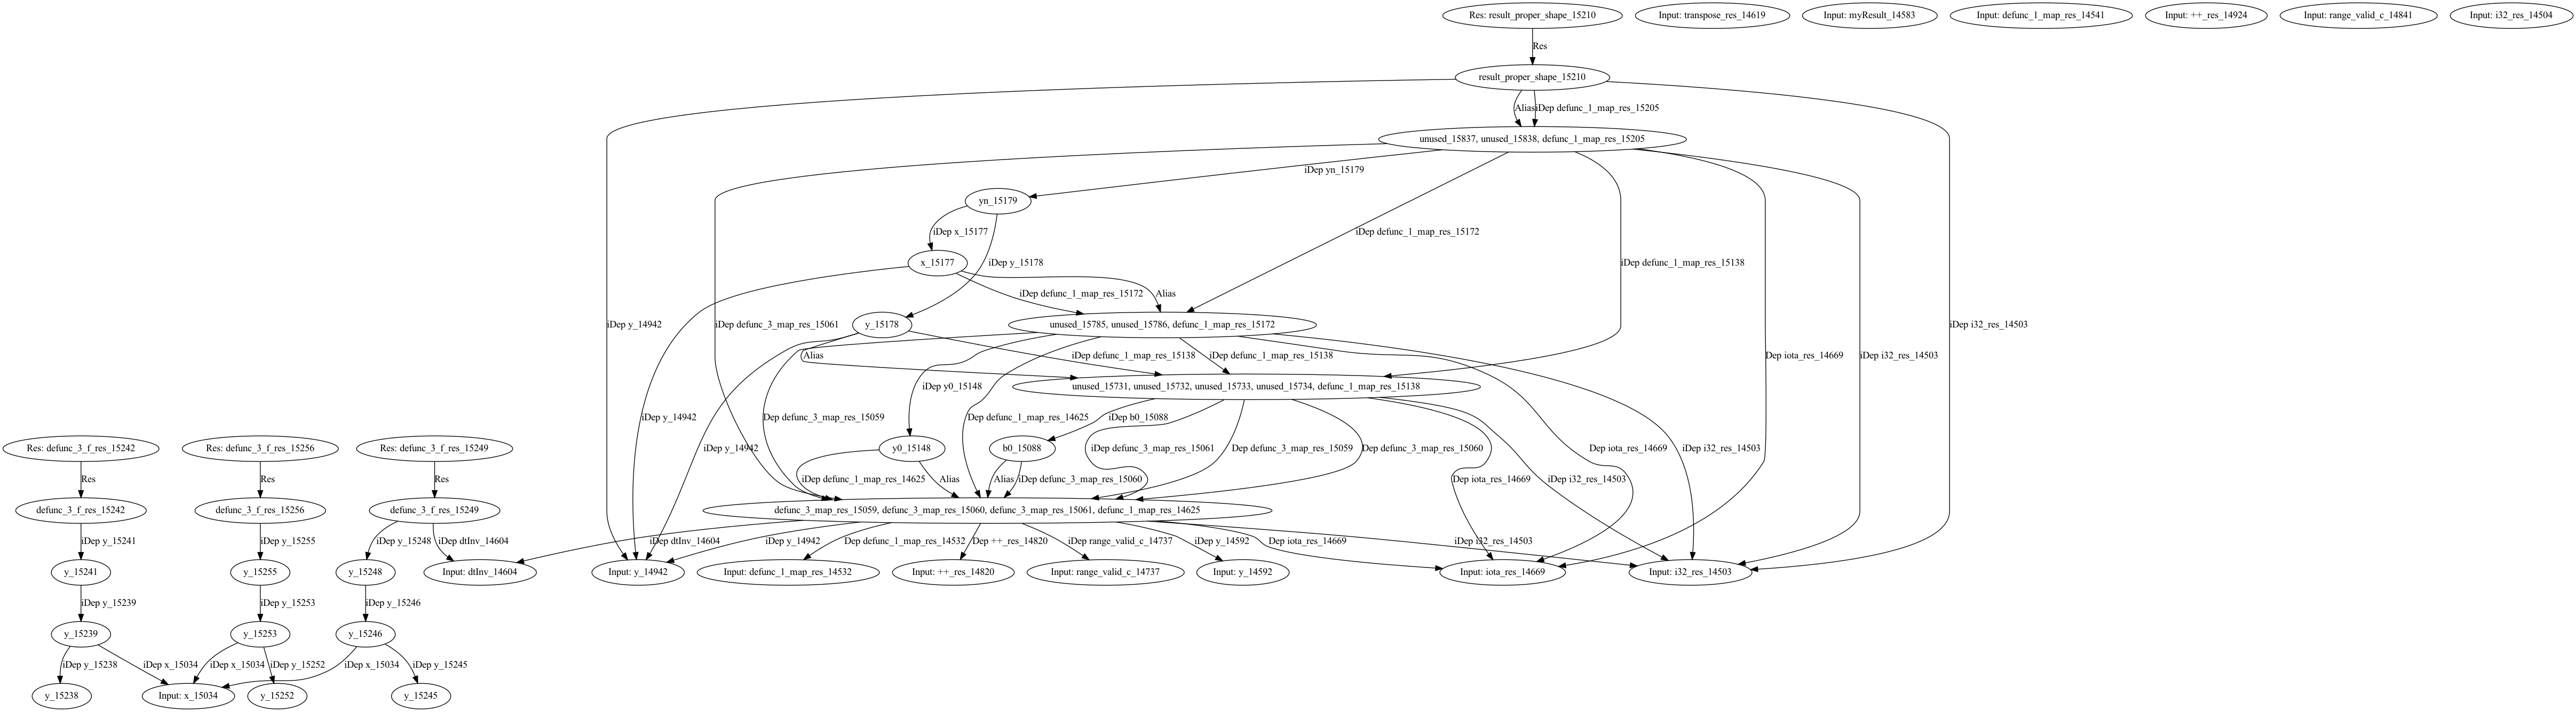 Res: result_proper_shape_15210
Input: transpose_res_14619
Input: myResult_14583
Input: defunc_1_map_res_14541
Input: ++_res_14924
Input: range_valid_c_14841
Input: i32_res_14504
Res
result_proper_shape_15210
Alias
iDep defunc_1_map_res_15205
unused_15837, unused_15838, defunc_1_map_res_15205
iDep yn_15179
yn_15179
iDep x_15177
iDep defunc_1_map_res_15172
x_15177
iDep y_15178
iDep defunc_1_map_res_15138
iDep defunc_1_map_res_15172
Alias
iDep y_14942
iDep defunc_3_map_res_15061
y_15178
unused_15785, unused_15786, defunc_1_map_res_15172
iDep i32_res_14503
Alias
iDep defunc_1_map_res_15138
iDep defunc_1_map_res_15138
Dep iota_res_14669
iDep i32_res_14503
iDep y0_15148
unused_15731, unused_15732, unused_15733, unused_15734, defunc_1_map_res_15138
iDep y_14942
Dep defunc_3_map_res_15059
Dep defunc_1_map_res_14625
iDep b0_15088
Res: defunc_3_f_res_15242
Res: defunc_3_f_res_15256
Res: defunc_3_f_res_15249
iDep y_14942
y0_15148
b0_15088
iDep defunc_3_map_res_15061
Dep defunc_3_map_res_15059
Dep defunc_3_map_res_15060
Dep iota_res_14669
iDep i32_res_14503
Res
Res
Res
iDep defunc_1_map_res_14625
Alias
Alias
iDep defunc_3_map_res_15060
Dep iota_res_14669
iDep i32_res_14503
defunc_3_f_res_15242
defunc_3_f_res_15256
defunc_3_f_res_15249
defunc_3_map_res_15059, defunc_3_map_res_15060, defunc_3_map_res_15061, defunc_1_map_res_14625
iDep y_15241
iDep y_15255
iDep y_15248
iDep dtInv_14604
iDep dtInv_14604
iDep y_14942
Dep defunc_1_map_res_14532
Dep ++_res_14820
iDep range_valid_c_14737
iDep y_14592
Dep iota_res_14669
iDep i32_res_14503
y_15241
y_15255
y_15248
Input: dtInv_14604
Input: y_14942
Input: defunc_1_map_res_14532
Input: ++_res_14820
Input: range_valid_c_14737
Input: y_14592
Input: iota_res_14669
Input: i32_res_14503
iDep y_15239
iDep y_15253
iDep y_15246
y_15239
y_15253
y_15246
iDep y_15238
iDep x_15034
iDep x_15034
iDep y_15252
iDep x_15034
iDep y_15245
y_15238
Input: x_15034
y_15252
y_15245